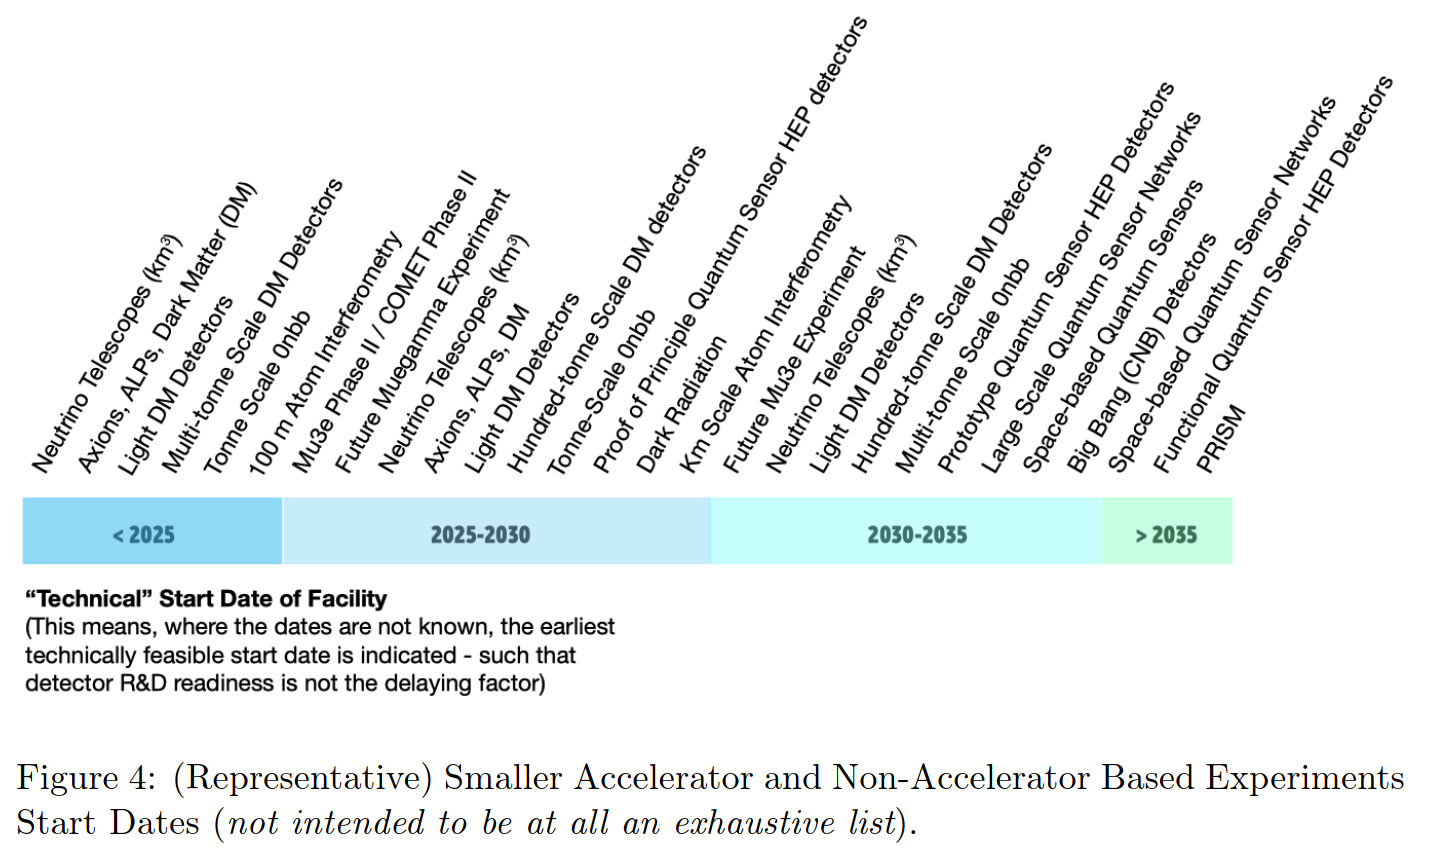 Neutrino Telescopes (km³)
Axions, ALPs, Dark Matter (DM)
Light DM Detectors
Multi-tonne Scale DM Detectors
Tonne Scale 0nbb
100 m Atom Interferometry
Mu3e Phase II / COMET Phase II
Future Muegamma Experiment
Neutrino Telescopes (km³)
Axions, ALPs, DM
Light DM Detectors
Hundred-tonne Scale DM detectors
Tonne-Scale 0nbb
Proof of Principle Quantum Sensor HEP detectors
Dark Radiation
Km Scale Atom Interferometry
Future Mu3e Experiment
Neutrino Telescopes (km³)
Light DM Detectors
Hundred-tonne Scale DM Detectors
Multi-tonne Scale 0nbb
Prototype Quantum Sensor HEP Detectors
Large Scale Quantum Sensor Networks
Space-based Quantum Sensors
Big Bang (CNB) Detectors
Space-based Quantum Sensor Networks
Functional Quantum Sensor HEP Detectors
PRISM
< 2025
2025-2030
2030-2035
> 2035
“Technical” Start Date of Facility
(This means, where the dates are not known, the earliest
technically feasible start date is indicated - such that
detector R&D readiness is not the delaying factor)
Figure 4: (Representative) Smaller Accelerator and Non-Accelerator Based Experiments
Start Dates (not intended to be at all an exhaustive list).